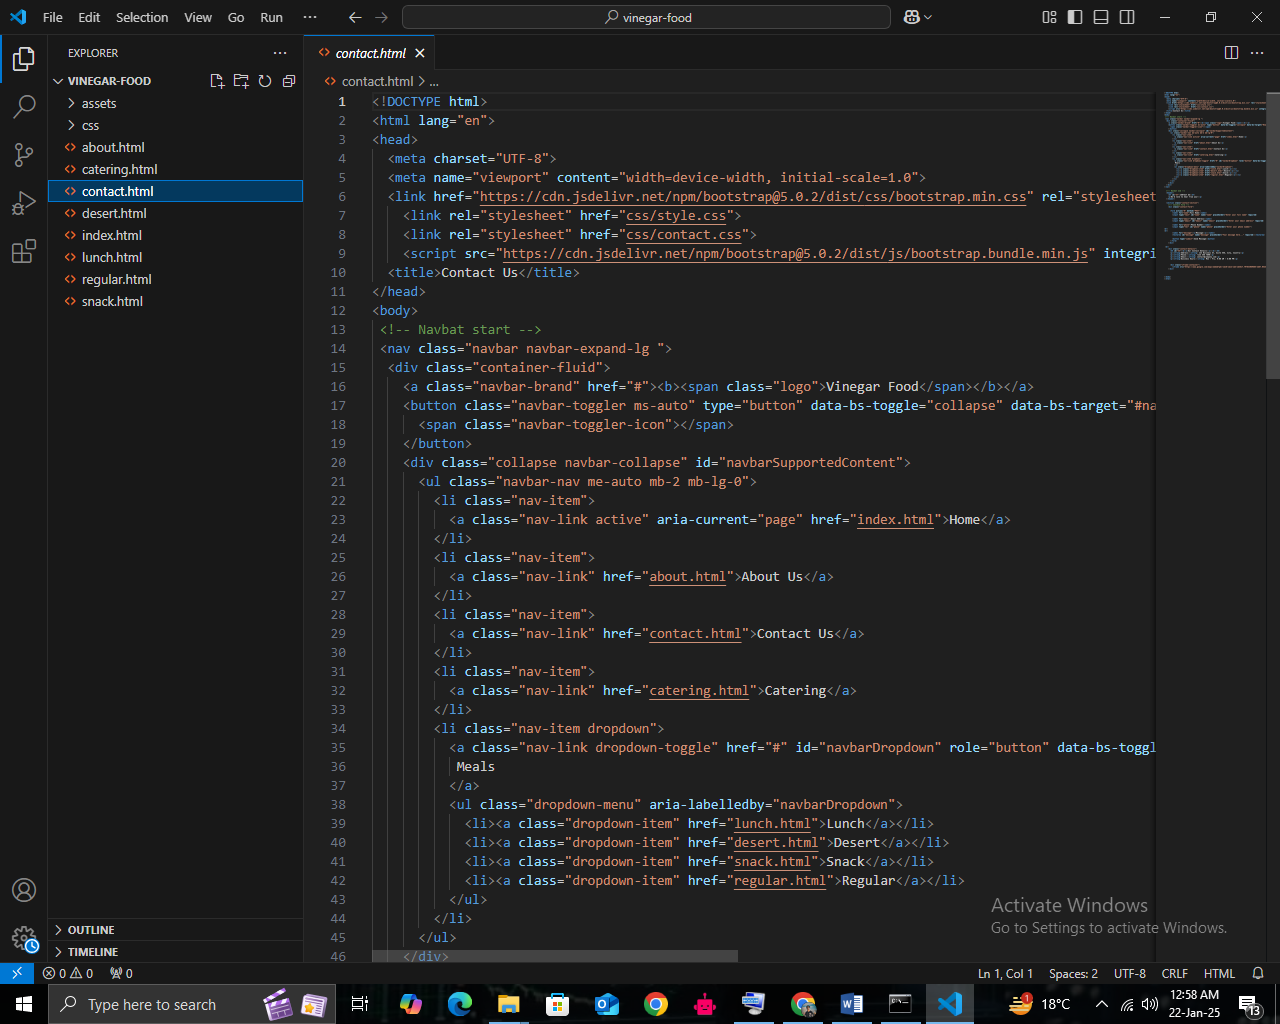 File Edit Selection View Go Run ···
vinegar-food
EXPLORER
VINEGAR-FOOD
assets
css
about.html
catering.html
contact.html
desert.html
index.html
lunch.html
regular.html
snack.html
OUTLINE
TIMELINE
contact.html
contact.html > ...
1 <!DOCTYPE html>
2 <html lang="en">
3 <head>
4 <meta charset="UTF-8">
5 <meta name="viewport" content="width=device-width, initial-scale=1.0">
6 <link href="https://cdn.jsdelivr.net/npm/bootstrap@5.0.2/dist/css/bootstrap.min.css" rel="stylesheet
7 <link rel="stylesheet" href="css/style.css">
8 <link rel="stylesheet" href="css/contact.css">
9 <script src="https://cdn.jsdelivr.net/npm/bootstrap@5.0.2/dist/js/bootstrap.bundle.min.js" integri
10 <title>Contact Us</title>
11 </head>
12 <body>
13 <!-- Navbat start -->
14 <nav class="navbar navbar-expand-lg ">
15 <div class="container-fluid">
16 <a class="navbar-brand" href="#"><b><span class="logo">Vinegar Food</span></b></a>
17 <button class="navbar-toggler ms-auto" type="button" data-bs-toggle="collapse" data-bs-target="#na
18 <span class="navbar-toggler-icon"></span>
19 </button>
20 <div class="collapse navbar-collapse" id="navbarSupportedContent">
21 <ul class="navbar-nav me-auto mb-2 mb-lg-0">
22 <li class="nav-item">
23 <a class="nav-link active" aria-current="page" href="index.html">Home</a>
24 </li>
25 <li class="nav-item">
26 <a class="nav-link" href="about.html">About Us</a>
27 </li>
28 <li class="nav-item">
29 <a class="nav-link" href="contact.html">Contact Us</a>
30 </li>
31 <li class="nav-item">
32 <a class="nav-link" href="catering.html">Catering</a>
33 </li>
34 <li class="nav-item dropdown">
35 <a class="nav-link dropdown-toggle" href="#" id="navbarDropdown" role="button" data-bs-toggl
36 Meals
37 </a>
38 <ul class="dropdown-menu" aria-labelledby="navbarDropdown">
39 <li><a class="dropdown-item" href="lunch.html">Lunch</a></li>
40 <li><a class="dropdown-item" href="desert.html">Desert</a></li>
41 <li><a class="dropdown-item" href="snack.html">Snack</a></li>
42 <li><a class="dropdown-item" href="regular.html">Regular</a></li>
43 </ul>
44 </li>
45 </ul>
46 </div>
Activate Windows
Go to Settings to activate Windows.
0 0 0
Ln 1, Col 1 Spaces: 2 UTF-8 CRLF HTML
Type here to search
1
18°C
12:58 AM
22-Jan-25
13